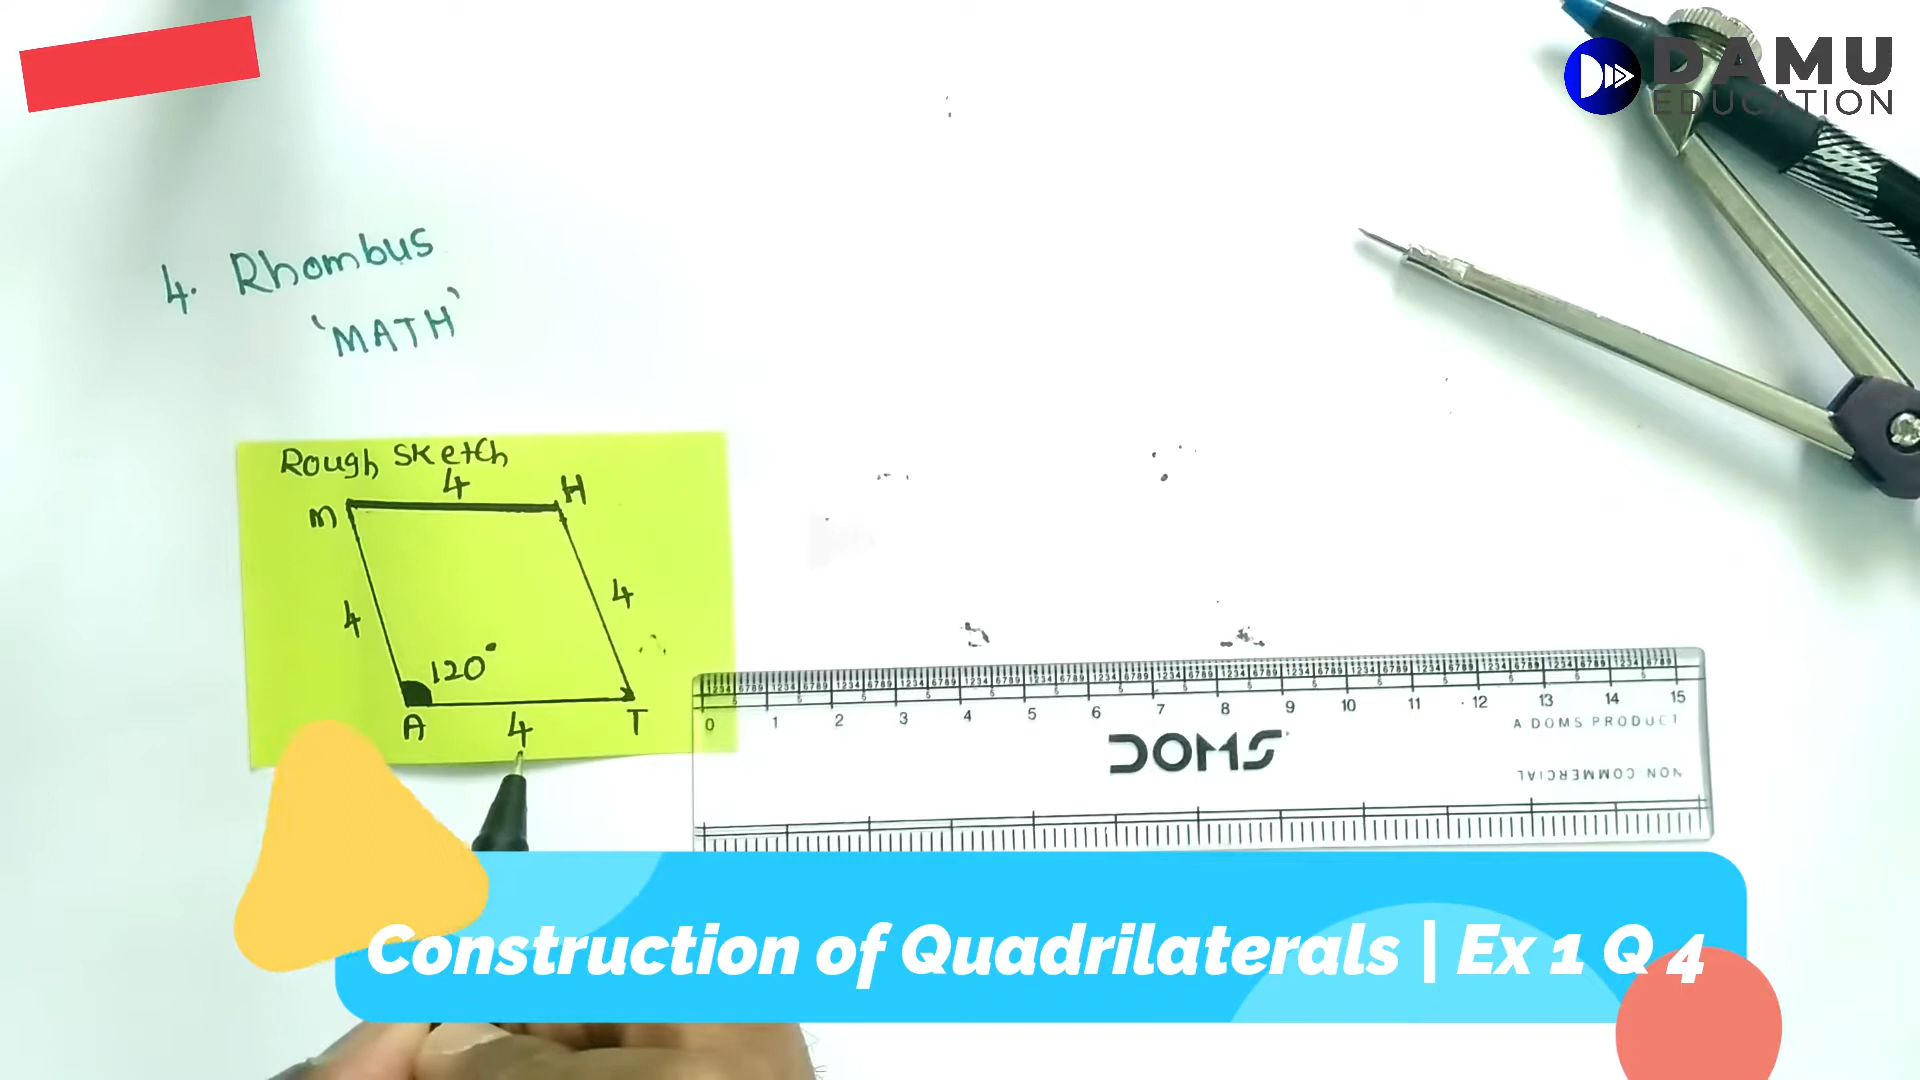 DAMU
EDUCATION
4. Rhombus
'MATH'
Rough Sketch
4
M
H
4
4
120°
A
4
T
0 1 2 3 4 5 6 7 8 9 10 11 12 13 14 15
DOMS
A DOMS PRODUCT
NON COMMERCIAL
Construction of Quadrilaterals | Ex 1 Q 4